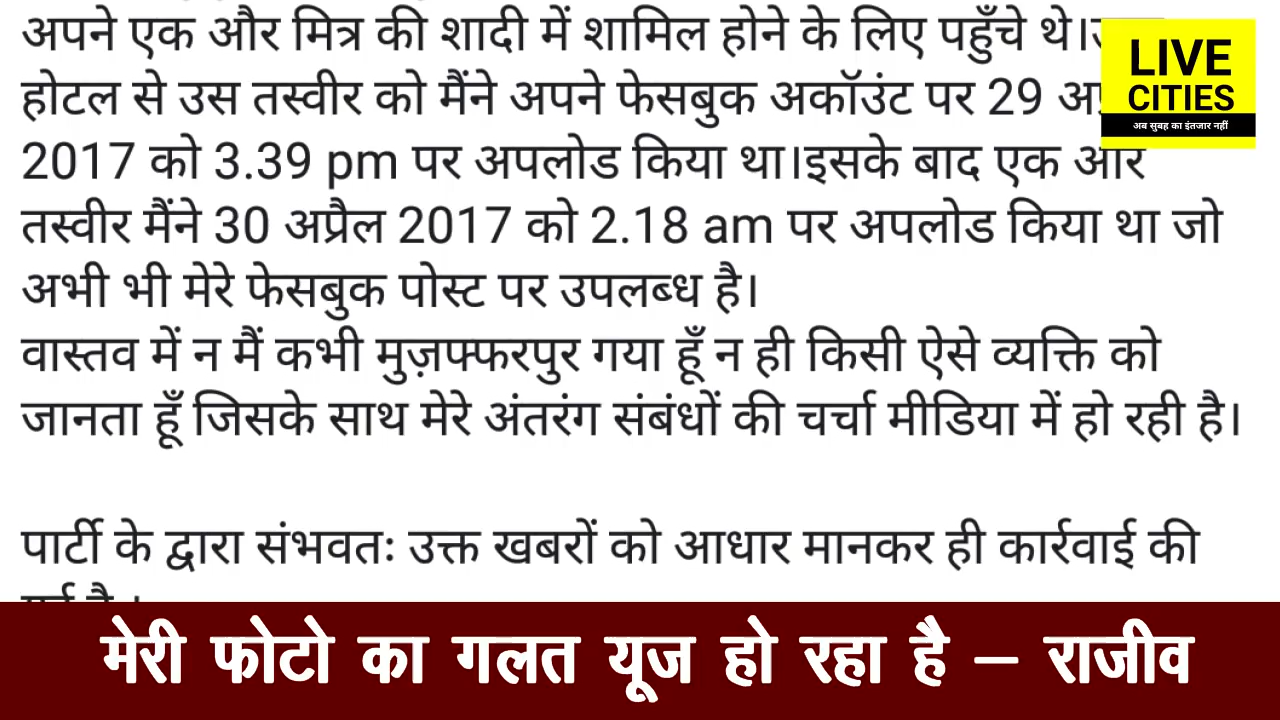 अपने एक और मित्र की शादी में शामिल होने के लिए पहुँचे थे।
होटल से उस तस्वीर को मैंने अपने फेसबुक अकॉउंट पर 29
2017 को 3.39 pm पर अपलोड किया था।इसके बाद एक और
तस्वीर मैंने 30 अप्रैल 2017 को 2.18 am पर अपलोड किया था जो
अभी भी मेरे फेसबुक पोस्ट पर उपलब्ध है।
वास्तव में न मैं कभी मुज़फ्फरपुर गया हूँ न ही किसी ऐसे व्यक्ति को
जानता हूँ जिसके साथ मेरे अंतरंग संबंधों की चर्चा मीडिया में हो रही है।
पार्टी के द्वारा संभवतः उक्त खबरों को आधार मानकर ही कार्रवाई की
LIVE
CITIES
अब सुबह का इंतजार नहीं
मेरी फोटो का गलत यूज हो रहा है – राजीव